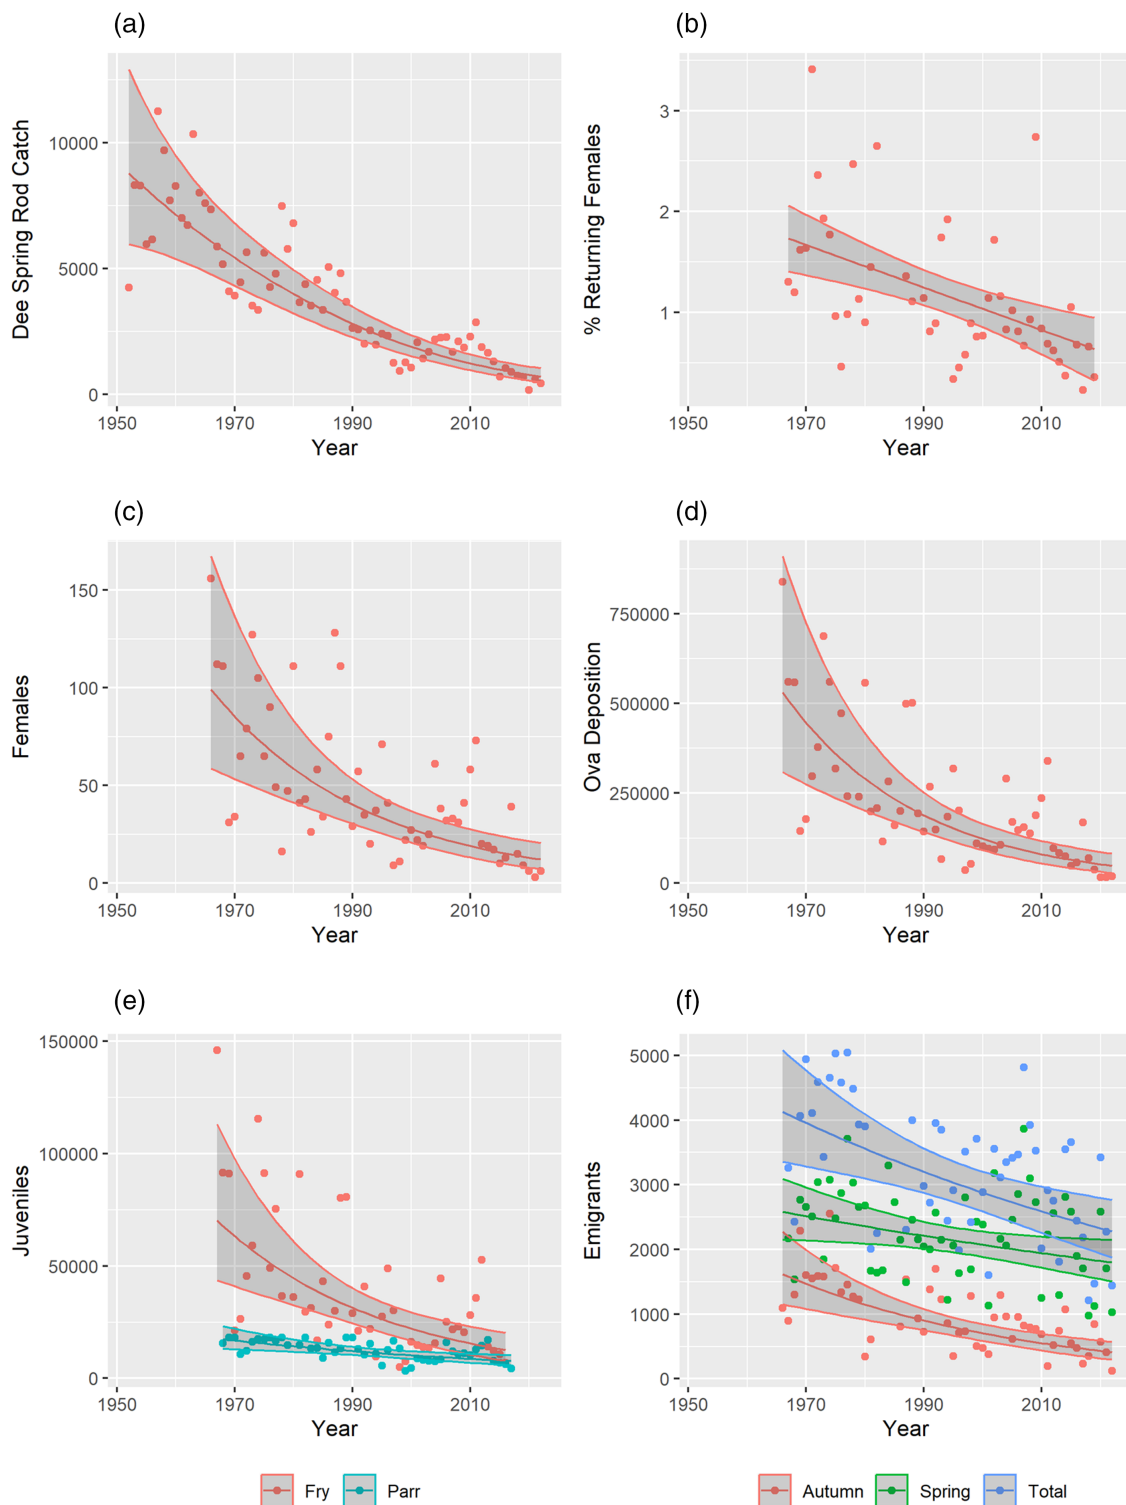 (a)
(b)
Dee Spring Rod Catch
10000
5000
0
1950
1970
1990
2010
Year
% Returning Females
3
2
1
1950
1970
1990
2010
Year
(c)
(d)
Females
150
100
50
0
1950
1970
1990
2010
Year
Ova Deposition
750000
500000
250000
0
1950
1970
1990
2010
Year
(e)
(f)
Juveniles
150000
100000
50000
0
1950
1970
1990
2010
Year
Emigrants
5000
4000
3000
2000
1000
0
1950
1970
1990
2010
Year
Fry
Parr
Autumn
Spring
Total